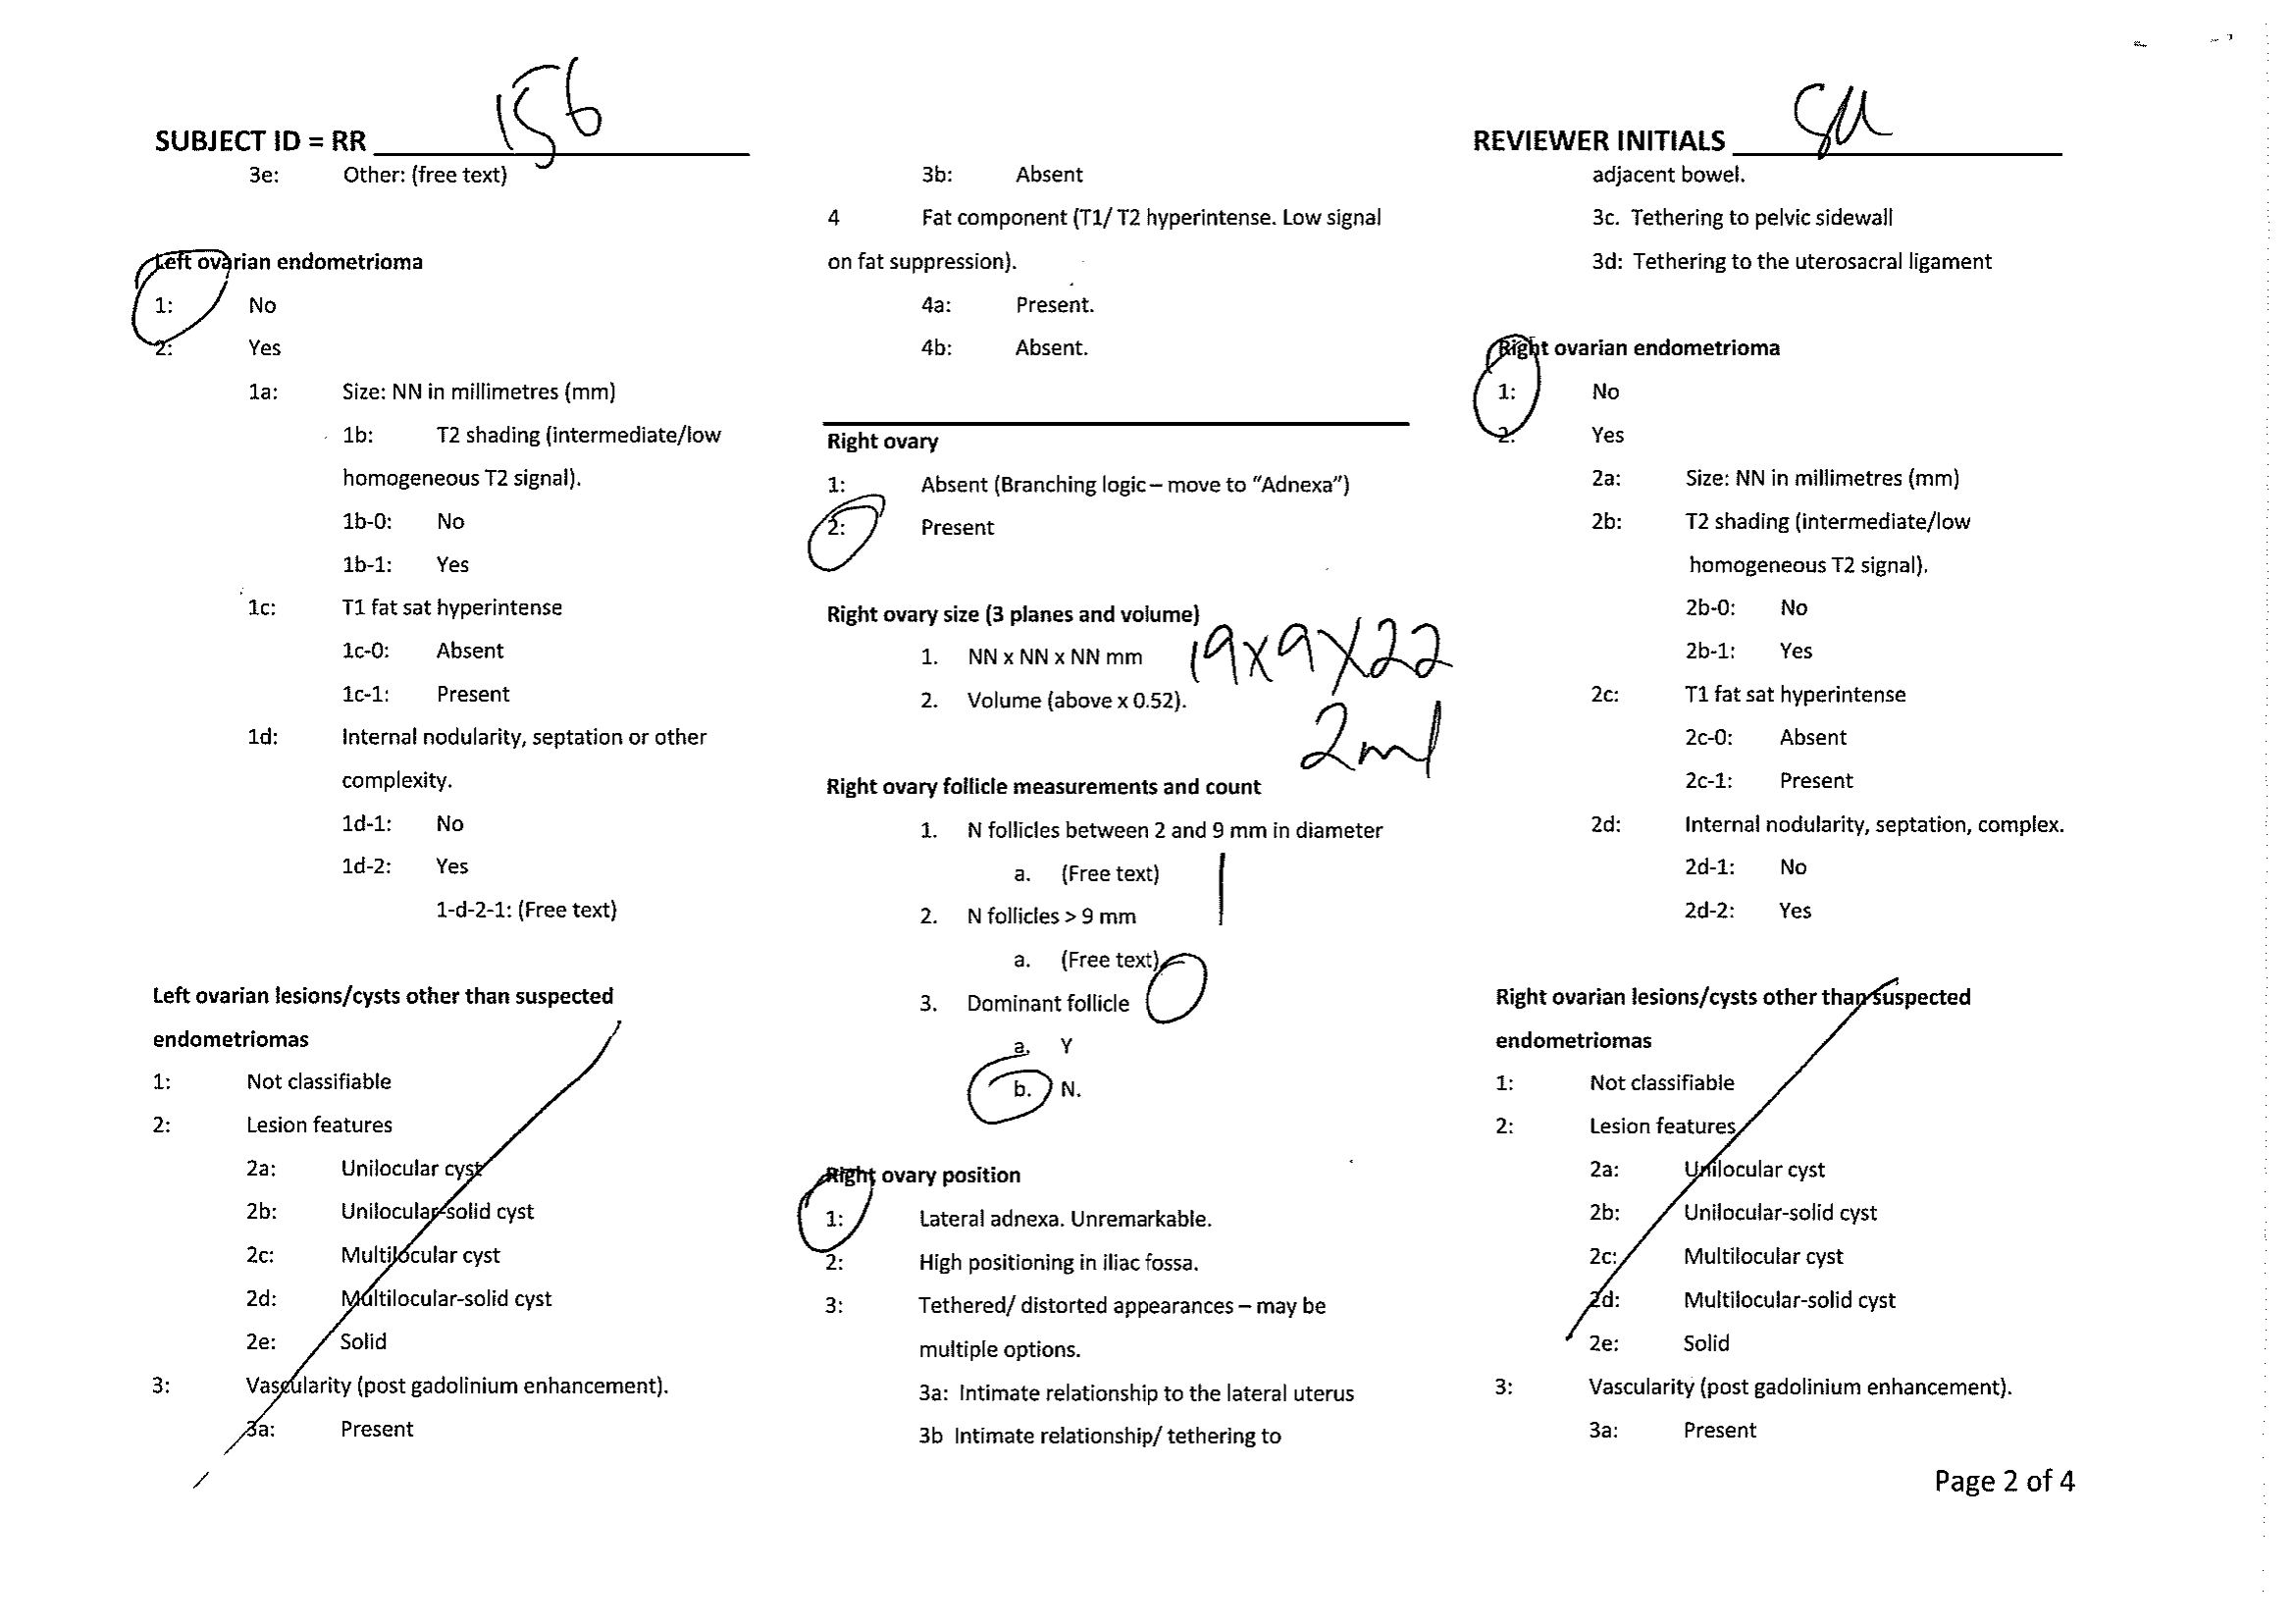 SUBJECT ID = RR 156
REVIEWER INITIALS SM
3e: Other: (free text)
Left ovarian endometrioma
1: No
2: Yes
1a: Size: NN in millimetres (mm)
1b: T2 shading (intermediate/low
homogeneous T2 signal).
1b-0: No
1b-1: Yes
1c: T1 fat sat hyperintense
1c-0: Absent
1c-1: Present
1d: Internal nodularity, septation or other
complexity.
1d-1: No
1d-2: Yes
1-d-2-1: (Free text)
Left ovarian lesions/cysts other than suspected
endometriomas
1: Not classifiable
2: Lesion features
2a: Unilocular cyst
2b: Unilocular-solid cyst
2c: Multilocular cyst
2d: Multilocular-solid cyst
2e: Solid
3: Vascularity (post gadolinium enhancement).
3a: Present
3b: Absent
4 Fat component (T1/ T2 hyperintense. Low signal
on fat suppression).
4a: Present.
4b: Absent.
Right ovary
1: Absent (Branching logic – move to “Adnexa”)
2: Present
Right ovary size (3 planes and volume)
1. NN x NN x NN mm 19x9x22
2. Volume (above x 0.52). 2ml
Right ovary follicle measurements and count
1. N follicles between 2 and 9 mm in diameter
a. (Free text) 1
2. N follicles > 9 mm
a. (Free text) 0
3. Dominant follicle
a. Y
b. N.
Right ovary position
1: Lateral adnexa. Unremarkable.
2: High positioning in iliac fossa.
3: Tethered/ distorted appearances – may be
multiple options.
3a: Intimate relationship to the lateral uterus
3b Intimate relationship/ tethering to
adjacent bowel.
3c. Tethering to pelvic sidewall
3d: Tethering to the uterosacral ligament
Right ovarian endometrioma
1: No
2: Yes
2a: Size: NN in millimetres (mm)
2b: T2 shading (intermediate/low
homogeneous T2 signal).
2b-0: No
2b-1: Yes
2c: T1 fat sat hyperintense
2c-0: Absent
2c-1: Present
2d: Internal nodularity, septation, complex.
2d-1: No
2d-2: Yes
Right ovarian lesions/cysts other than suspected
endometriomas
1: Not classifiable
2: Lesion features
2a: Unilocular cyst
2b: Unilocular-solid cyst
2c: Multilocular cyst
2d: Multilocular-solid cyst
2e: Solid
3: Vascularity (post gadolinium enhancement).
3a: Present
Page 2 of 4